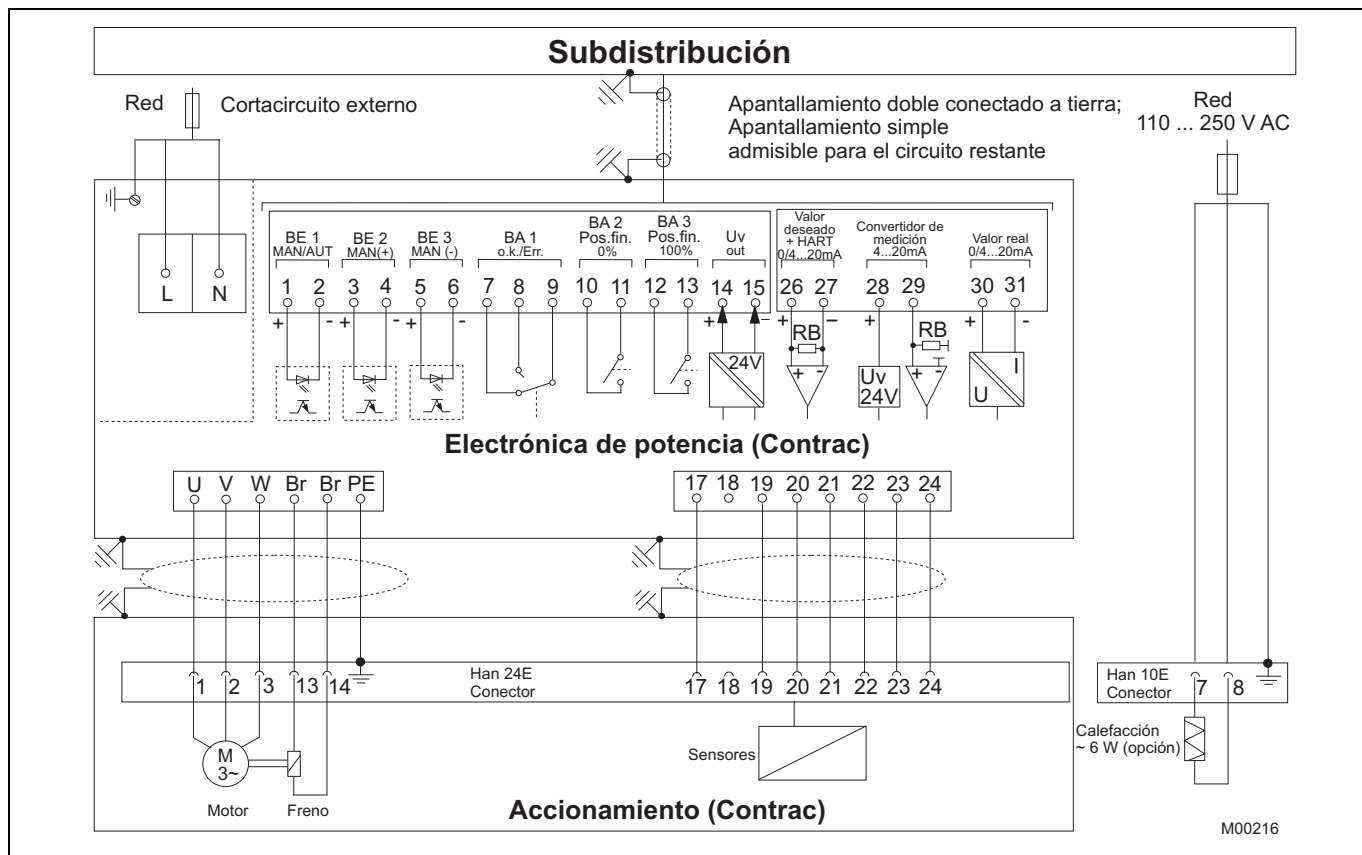 Subdistribución
Red
Cortacircuito externo
Apantallamiento doble conectado a tierra;
Apantallamiento simple
admisible para el circuito restante
Red
110 ... 250 V AC
L N
BE 1
MAN/AUT
BE 2
MAN(+)
BE 3
MAN (-)
BA 1
o.k./Err.
BA 2
Pos.fin.
0%
BA 3
Pos.fin.
100%
Uv
out
Valor
deseado
+ HART
0/4...20mA
Convertidor de
medición
4...20mA
Valor real
0/4...20mA
1 2 3 4 5 6 7 8 9 10 11 12 13 14 15 26 27 28 29 30 31
+ - + - + - + – + – + + -
RB RB
24V
+ - + -
Uv
24V
I
U
Electrónica de potencia (Contrac)
U V W Br Br PE
17 18 19 20 21 22 23 24
1 2 3 13 14
Han 24E
Conector
17 18 19 20 21 22 23 24
Han 10E
Conector
7 8
M
3~
Motor
Freno
Sensores
Calefacción
~ 6 W (opción)
Accionamiento (Contrac)
M00216